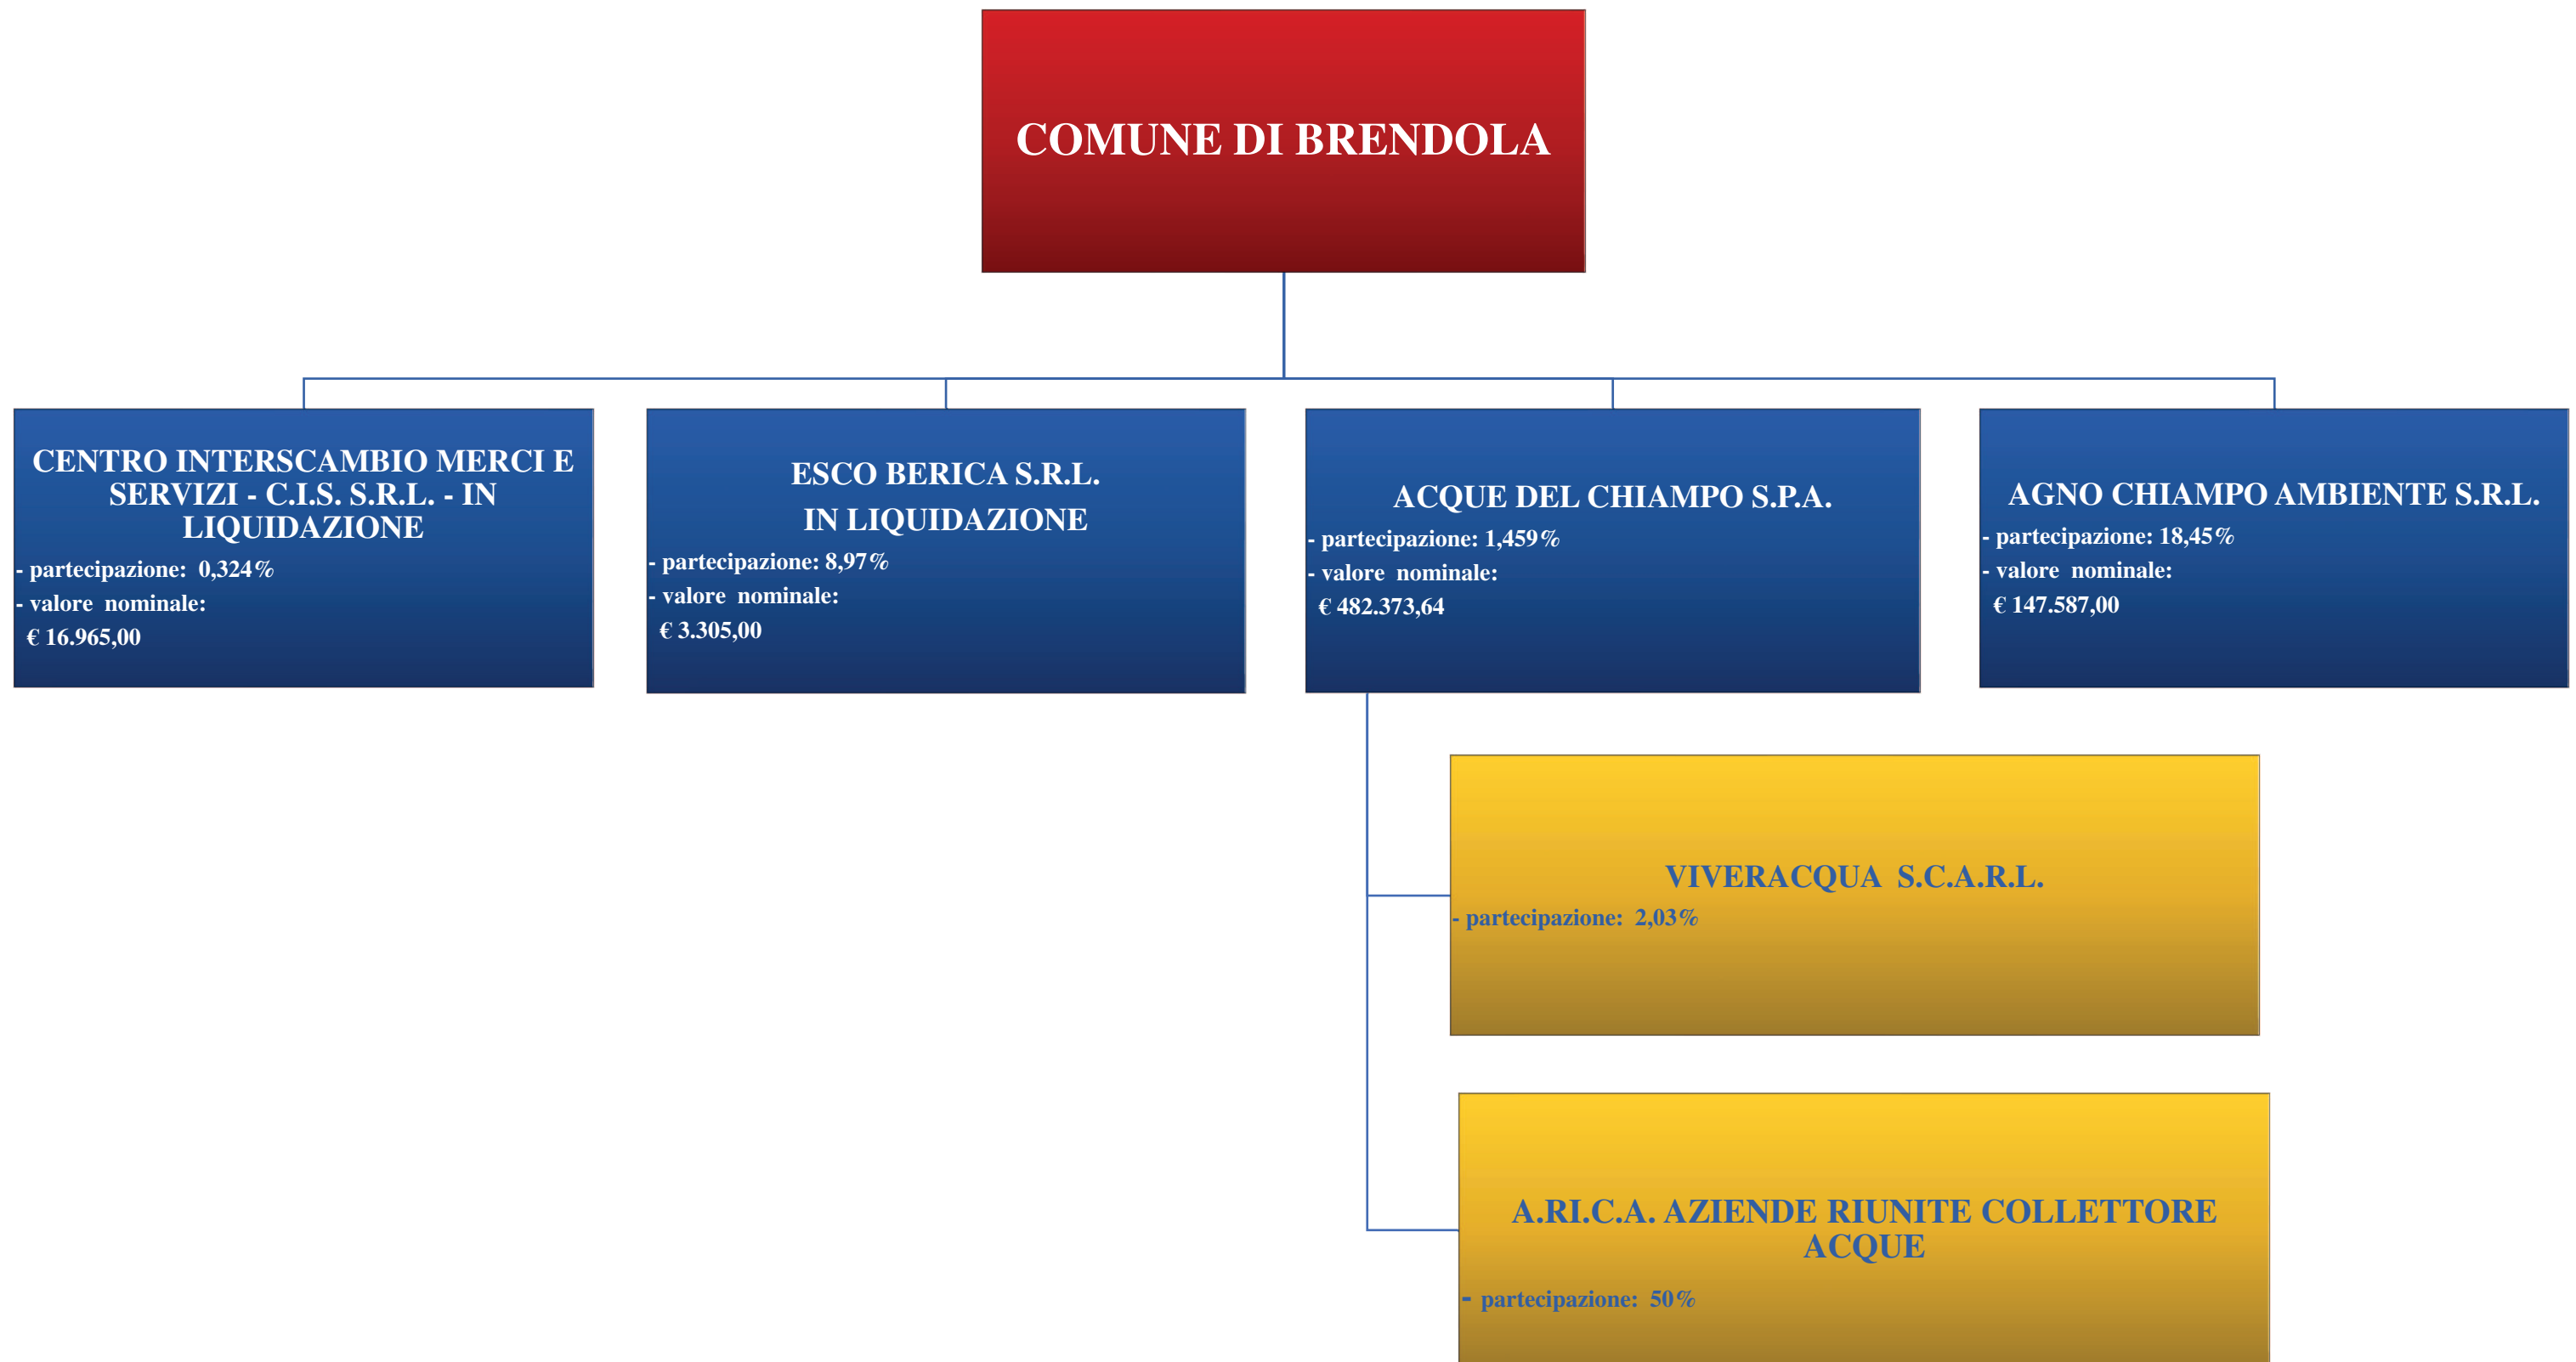 COMUNE DI BRENDOLA
CENTRO INTERSCAMBIO MERCI E
SERVIZI - C.I.S. S.R.L. - IN
LIQUIDAZIONE
- partecipazione: 0,324%
- valore nominale:
€ 16.965,00
ESCO BERICA S.R.L.
IN LIQUIDAZIONE
- partecipazione: 8,97%
- valore nominale:
€ 3.305,00
ACQUE DEL CHIAMPO S.P.A.
- partecipazione: 1,459%
- valore nominale:
€ 482.373,64
AGNO CHIAMPO AMBIENTE S.R.L.
- partecipazione: 18,45%
- valore nominale:
€ 147.587,00
VIVERACQUA S.C.A.R.L.
- partecipazione: 2,03%
A.RI.C.A. AZIENDE RIUNITE COLLETTORE
ACQUE
- partecipazione: 50%